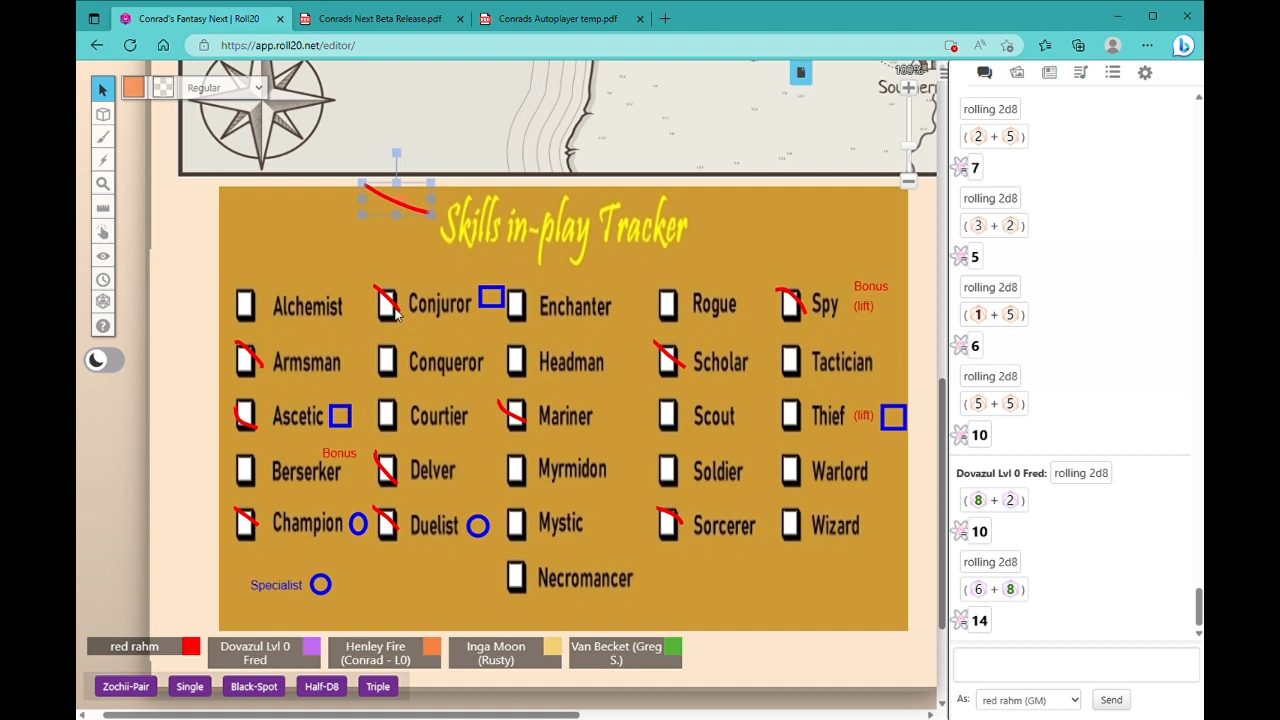 Conrad's Fantasy Next | Roll20
Conrads Next Beta Release.pdf
Conrads Autoplayer temp.pdf
https://app.roll20.net/editor/
Regular
100%
Skills in-play Tracker
Alchemist
Conjuror
Enchanter
Rogue
Spy
Bonus
(lift)
Armsman
Conqueror
Headman
Scholar
Tactician
Ascetic
Courtier
Mariner
Scout
Thief
(lift)
Bonus
Berserker
Delver
Myrmidon
Soldier
Warlord
Champion
Duelist
Mystic
Sorcerer
Wizard
Specialist
Necromancer
red rahm
Dovazul Lvl 0
Fred
Henley Fire
(Conrad - L0)
Inga Moon
(Rusty)
Van Becket (Greg
S.)
Zochii-Pair
Single
Black-Spot
Half-D8
Triple
rolling 2d8
(2 + 5)
= 7
rolling 2d8
(3 + 2)
= 5
rolling 2d8
(1 + 5)
= 6
rolling 2d8
(5 + 5)
= 10
Dovazul Lvl 0 Fred: rolling 2d8
(8 + 2)
= 10
rolling 2d8
(6 + 8)
= 14
As: red rahm (GM)
Send